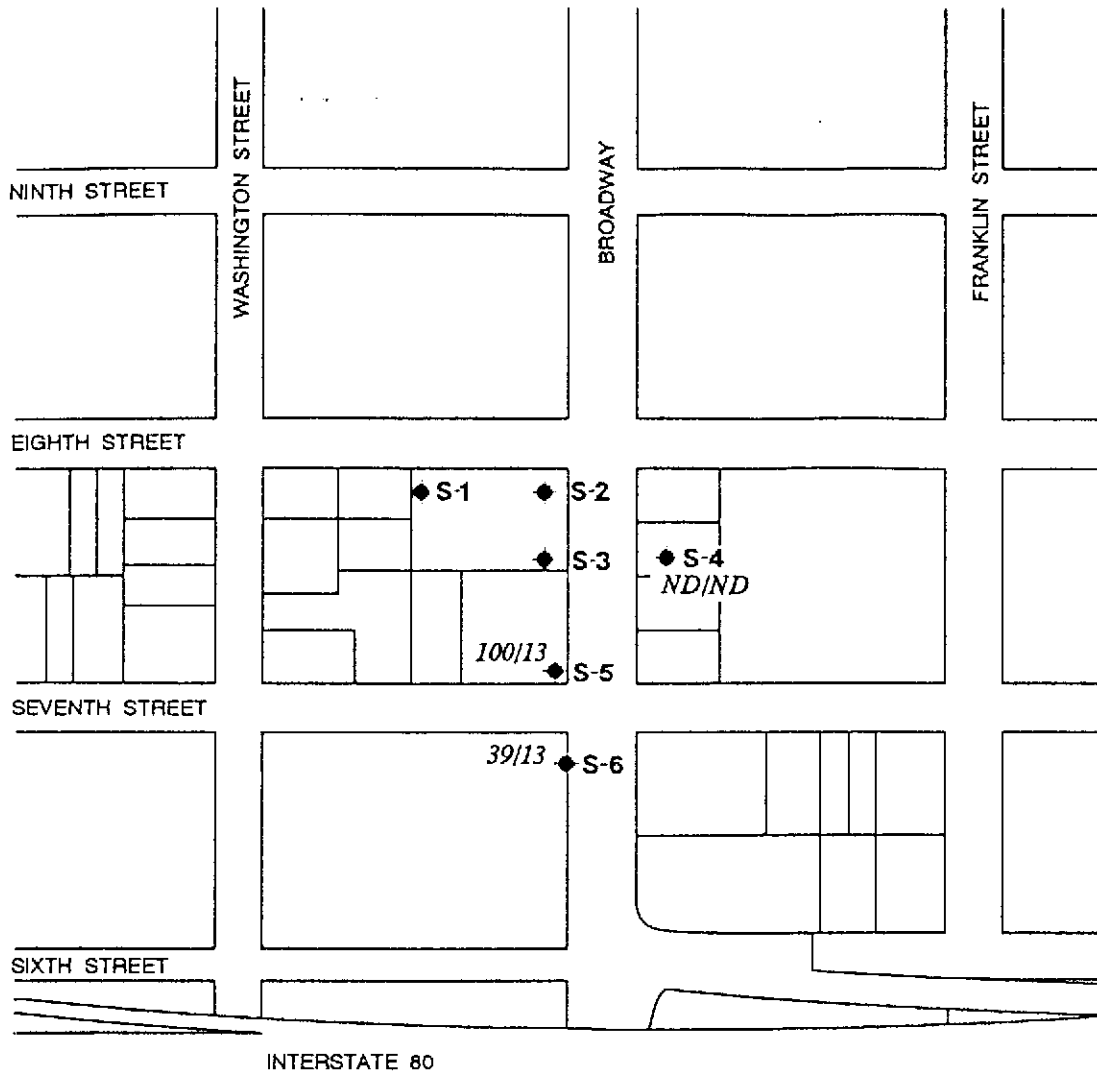 WASHINGTON STREET
BROADWAY
FRANKLIN STREET
NINTH STREET
EIGHTH STREET
S-1
S-2
S-3
S-4
ND/ND
100/13
S-5
SEVENTH STREET
39/13
S-6
SIXTH STREET
INTERSTATE 80